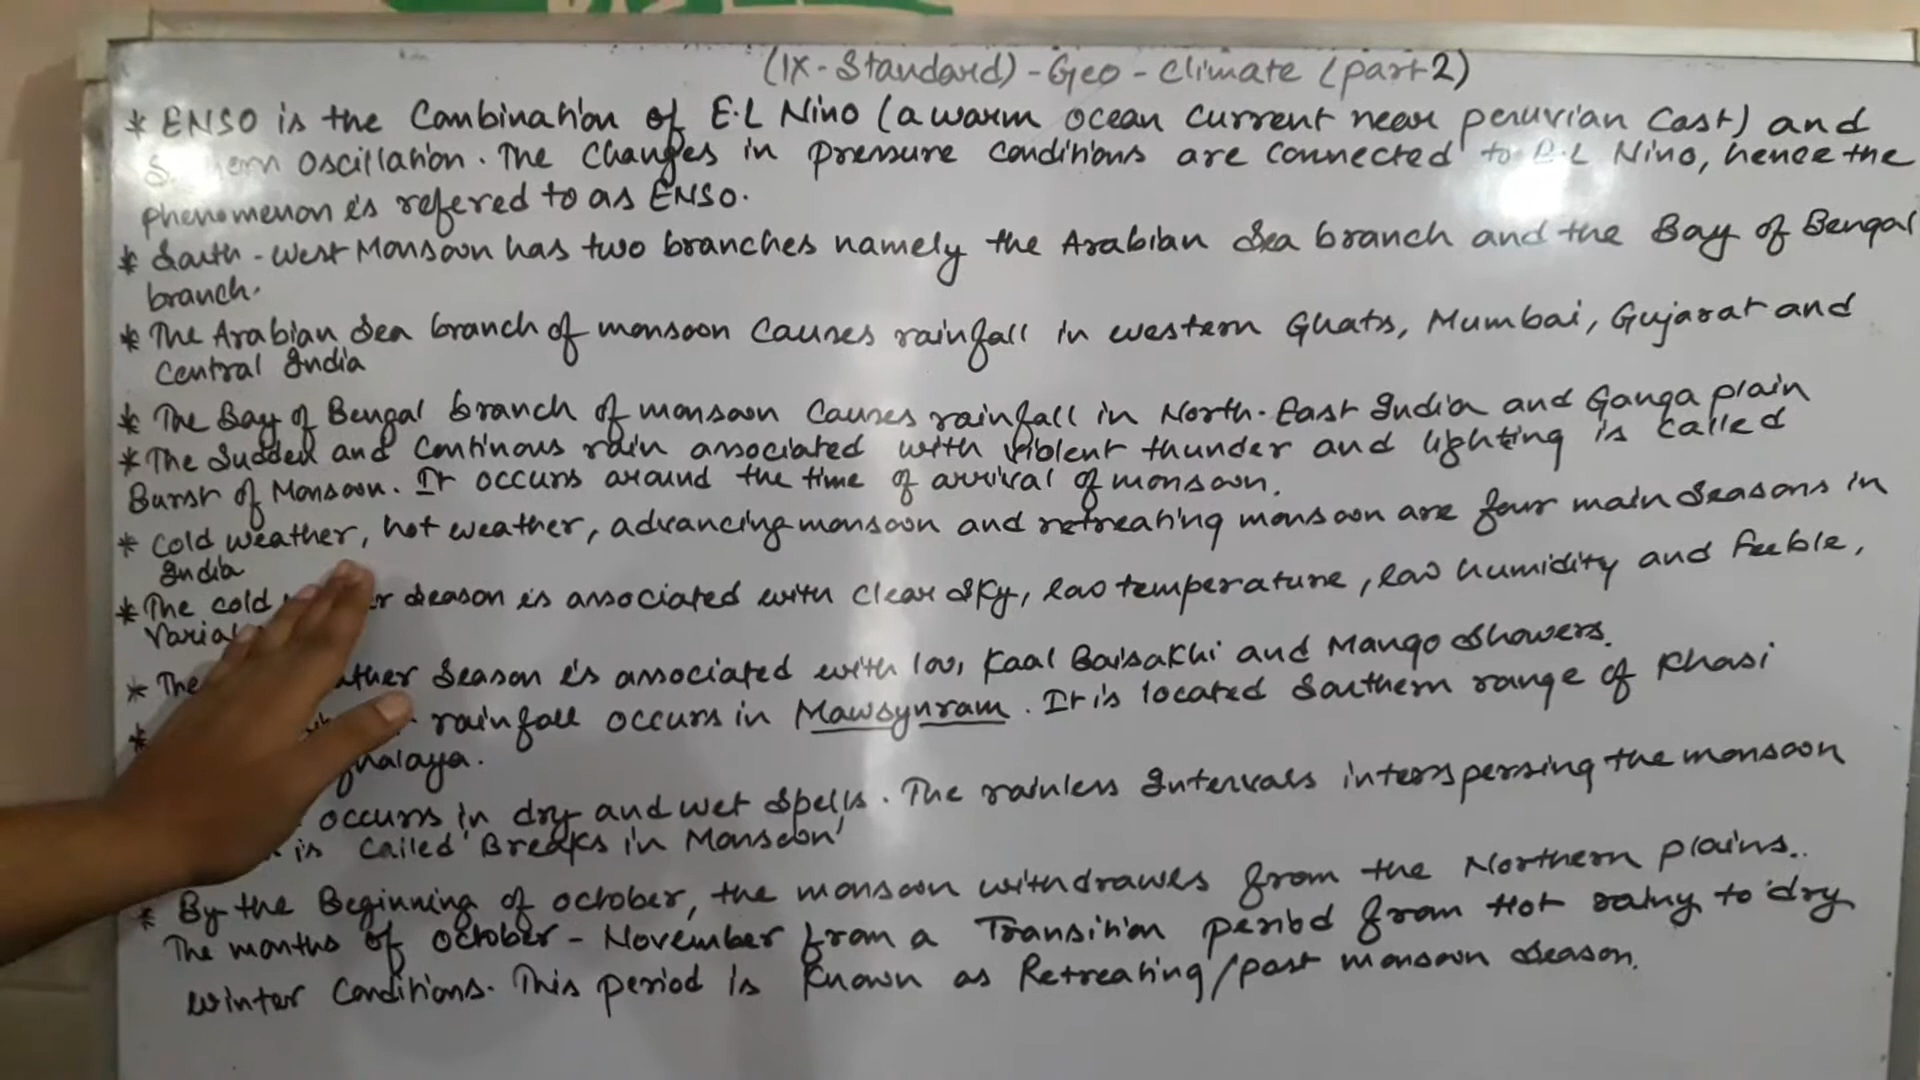 (IX-Standard)-Geo-Climate (part 2)
* ENSO is the Combination of E.L Nino (a warm ocean current near peruvian Cast) and
oscillation. The Changes in pressure conditions are connected to E.L Nino, hence the
phenomenon is refered to as ENSO.
* South-West Monsoon has two branches namely the Arabian Sea branch and the Bay of Bengal
branch.
* The Arabian Sea branch of monsoon causes rainfall in western Ghats, Mumbai, Gujarat and
Central India
* The Bay of Bengal branch of monsoon causes rainfall in North-East India and Ganga plain
* The Sudden and Continous rain associated with violent thunder and lighting is called
Burst of Monsoon. It occurs around the time of arrival of monsoon.
* Cold weather, hot weather, advancing monsoon and retreating monsoon are four main Seasons in
India
* The cold season is associated with clear sky, low temperature, low humidity and feeble,
* The Season is associated with loo, Kaal Baisakhi and Mango Showers.
* rainfall occurs in Mawsynram. It is located Southern range of Khasi
occurs in dry and wet spells. The rainless Intervals interspersing the monsoon
is Called 'Breaks in Monsoon'
* By the Beginning of october, the monsoon withdrawes from the Northern plains..
The months of october-November from a Transition period from Hot rainy to dry
winter Conditions. This period is Known as Retreating/post monsoon season.